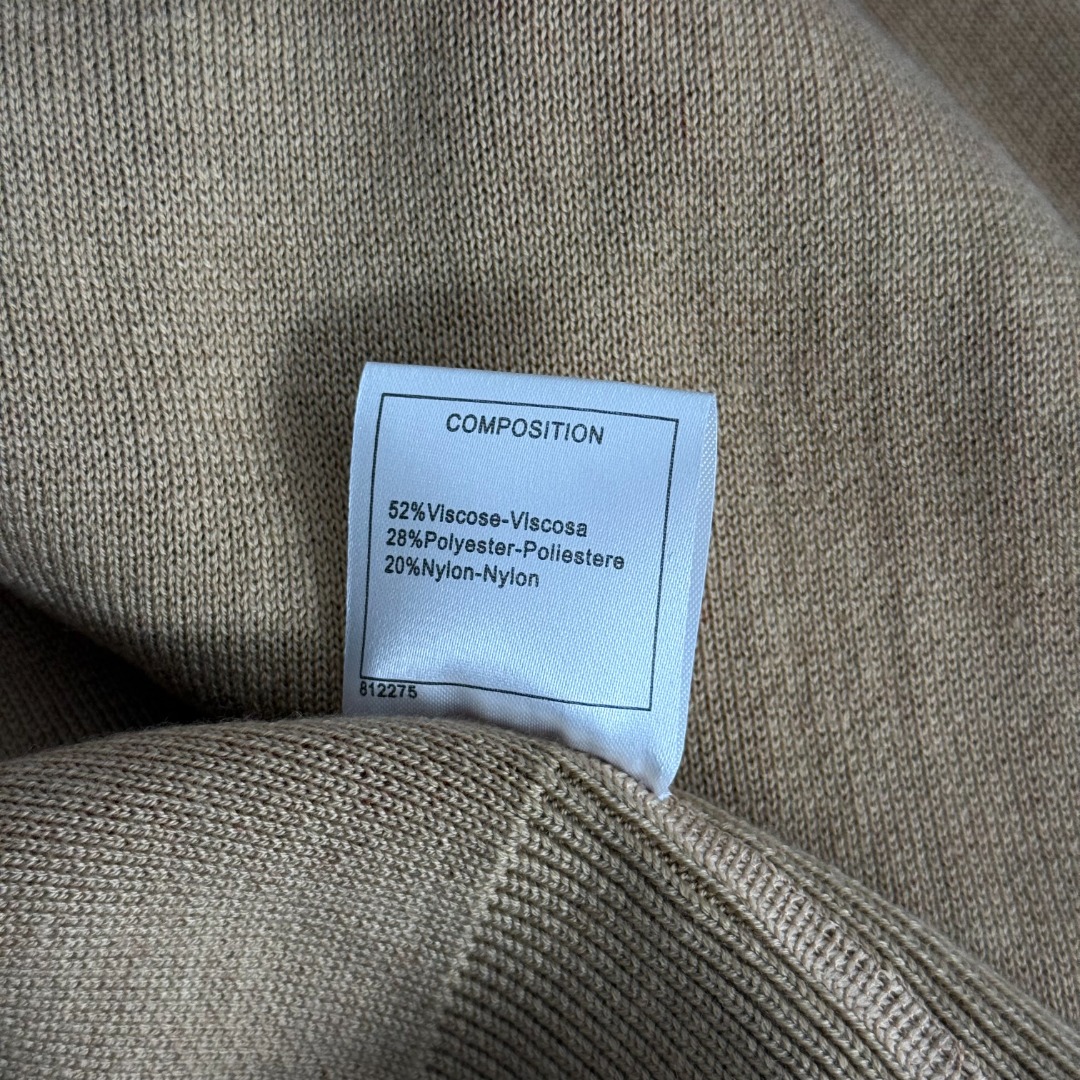 COMPOSITION
52%Viscose-Viscosa
28%Polyester-Poliestere
20%Nylon-Nylon
812275